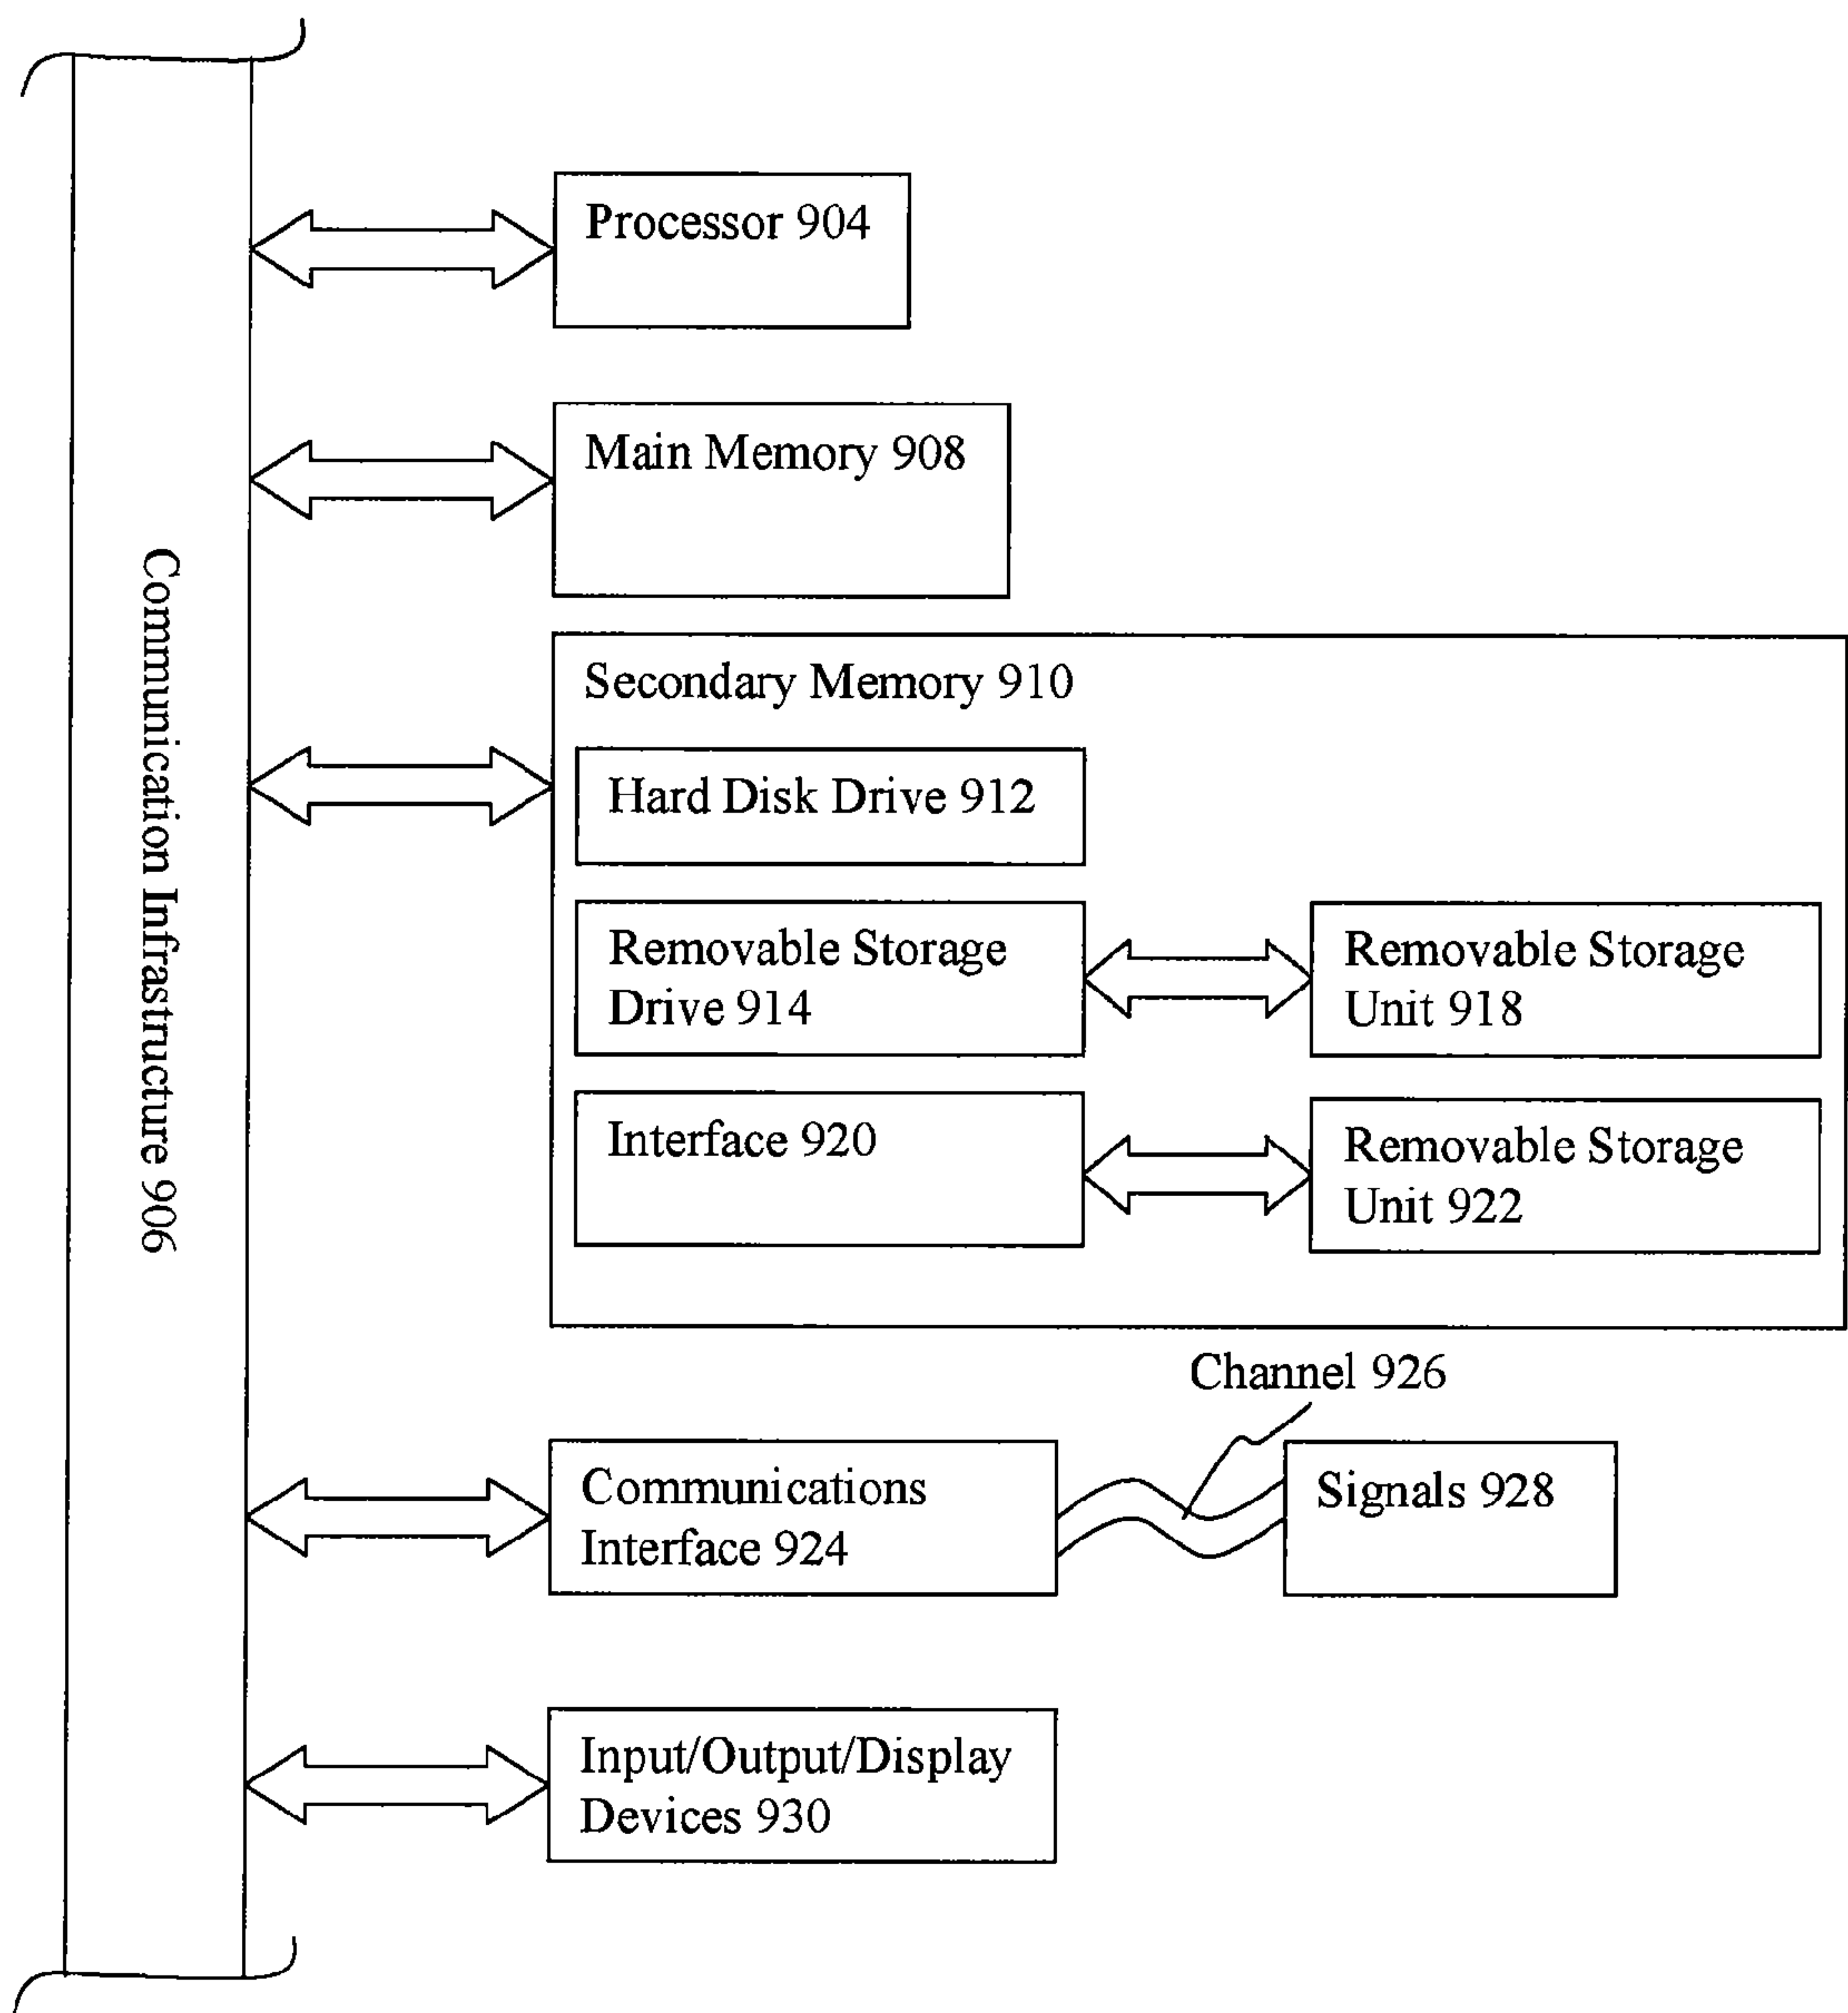 Communication Infrastructure 906
Processor 904
Main Memory 908
Secondary Memory 910
Hard Disk Drive 912
Removable Storage
Drive 914
Removable Storage
Unit 918
Interface 920
Removable Storage
Unit 922
Channel 926
Communications
Interface 924
Signals 928
Input/Output/Display
Devices 930